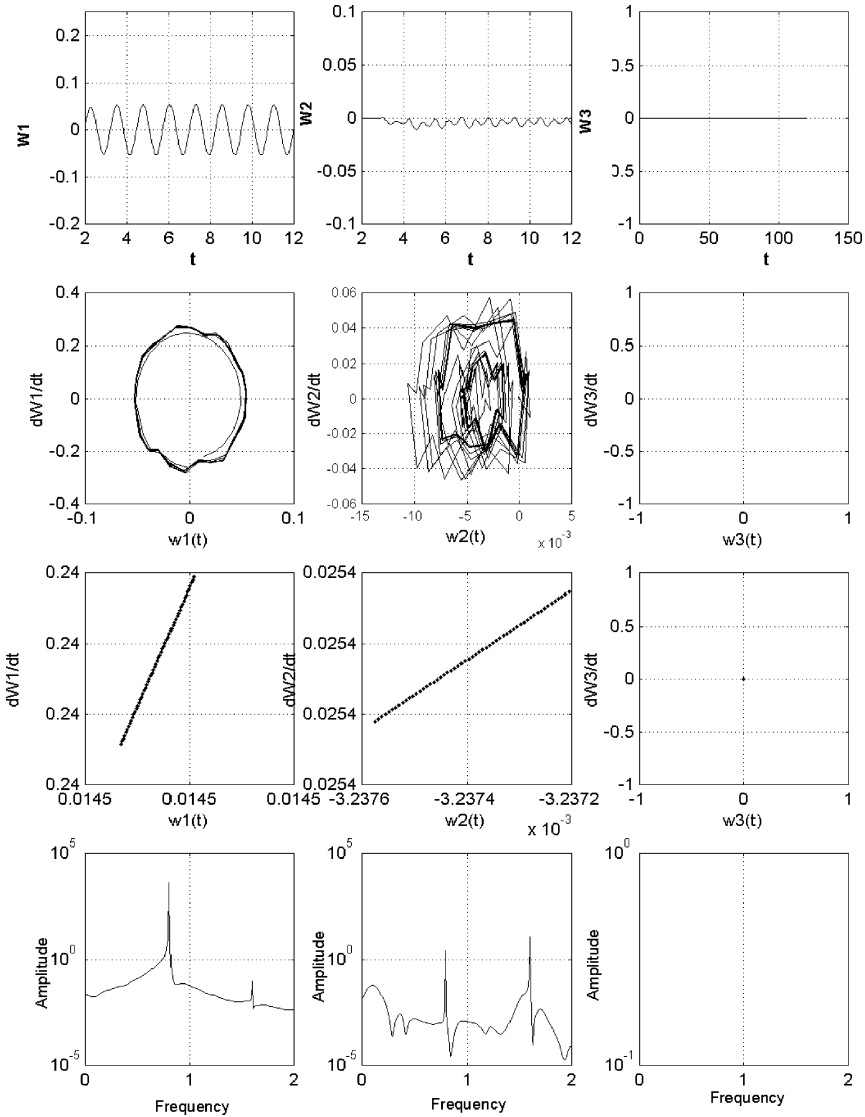 0.2
0.1
0
-0.1
-0.2
W1
2 4 6 8 10 12
t
0.1
0.05
0
-0.05
-0.1
W2
2 4 6 8 10 12
t
1
0.5
0
0.5
-1
W3
0 50 100 150
t
0.4
0.2
0
-0.2
-0.4
dW1/dt
-0.1 0 0.1
w1(t)
0.06
0.04
0.02
0
-0.02
-0.04
-0.06
dW/2/dt
-15 -10 -5 0 5
w2(t)
x 10^-3
1
0.5
0
-0.5
-1
dW3/dt
-1 0 1
w3(t)
0.24
0.24
0.24
0.24
dW1/dt
0.0145 0.0145 0.0145
w1(t)
0.0254
0.0254
0.0254
0.0254
dW/2/dt
-3.2376 -3.2374 -3.2372
w2(t)
x 10^-3
1
0.5
0
-0.5
-1
dW3/dt
-1 0 1
w3(t)
10^5
10^0
10^-5
Amplitude
0 1 2
Frequency
10^5
10^0
10^-5
Amplitude
0 1 2
Frequency
10^0
10^-1
Amplitude
0 1 2
Frequency